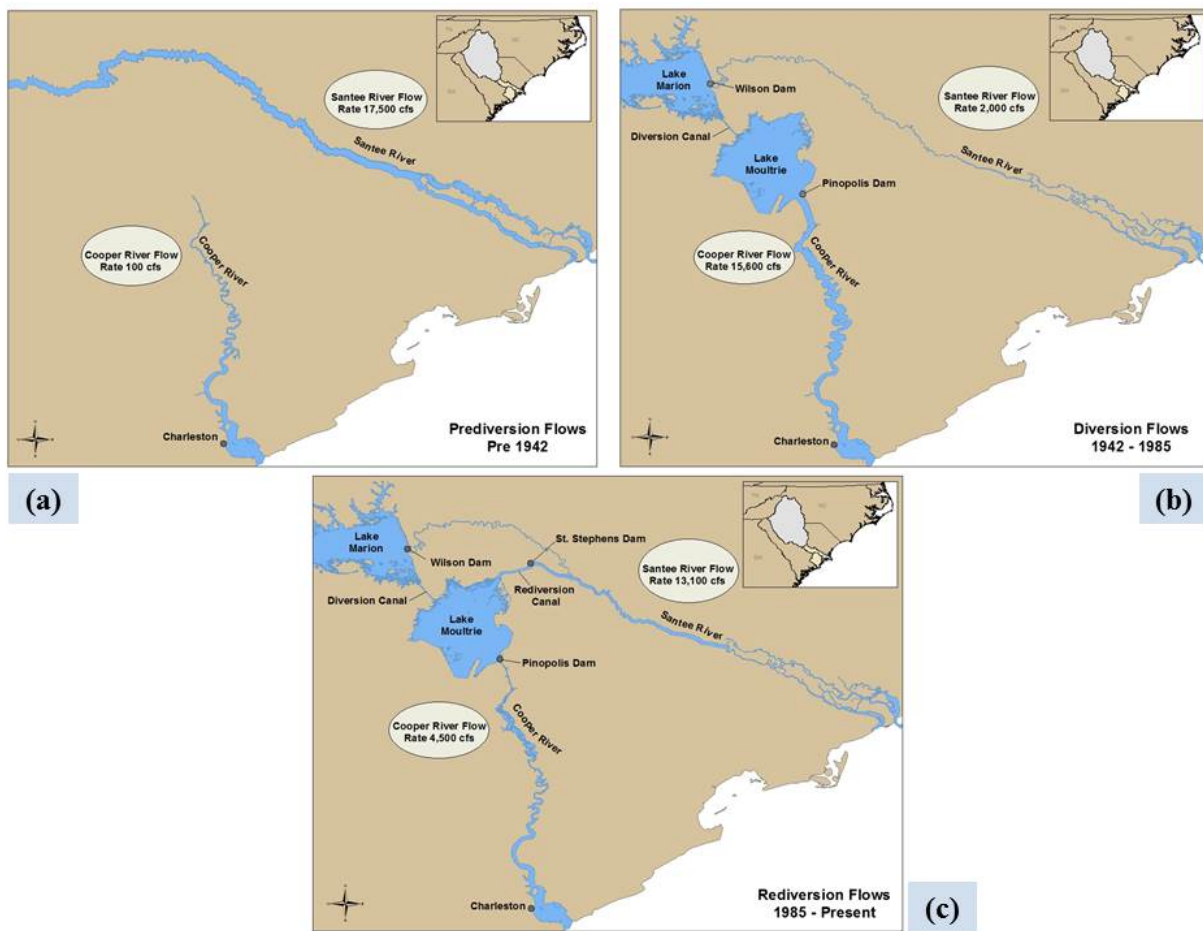 Santee River Flow
Rate 17,500 cfs
Santee River
Cooper River Flow
Rate 100 cfs
Cooper River
Charleston
Prediversion Flows
Pre 1942
(a)
Lake
Marion
Wilson Dam
Santee River Flow
Rate 2,000 cfs
Diversion Canal
Lake
Moultrie
Santee River
Pinopolis Dam
Cooper River Flow
Rate 15,600 cfs
Cooper River
Charleston
Diversion Flows
1942 - 1985
(b)
Lake
Marion
Wilson Dam
St. Stephens Dam
Santee River Flow
Rate 13,100 cfs
Diversion Canal
Rediversion
Canal
Lake
Moultrie
Santee River
Pinopolis Dam
Cooper River Flow
Rate 4,500 cfs
Cooper River
Charleston
Rediversion Flows
1985 - Present
(c)